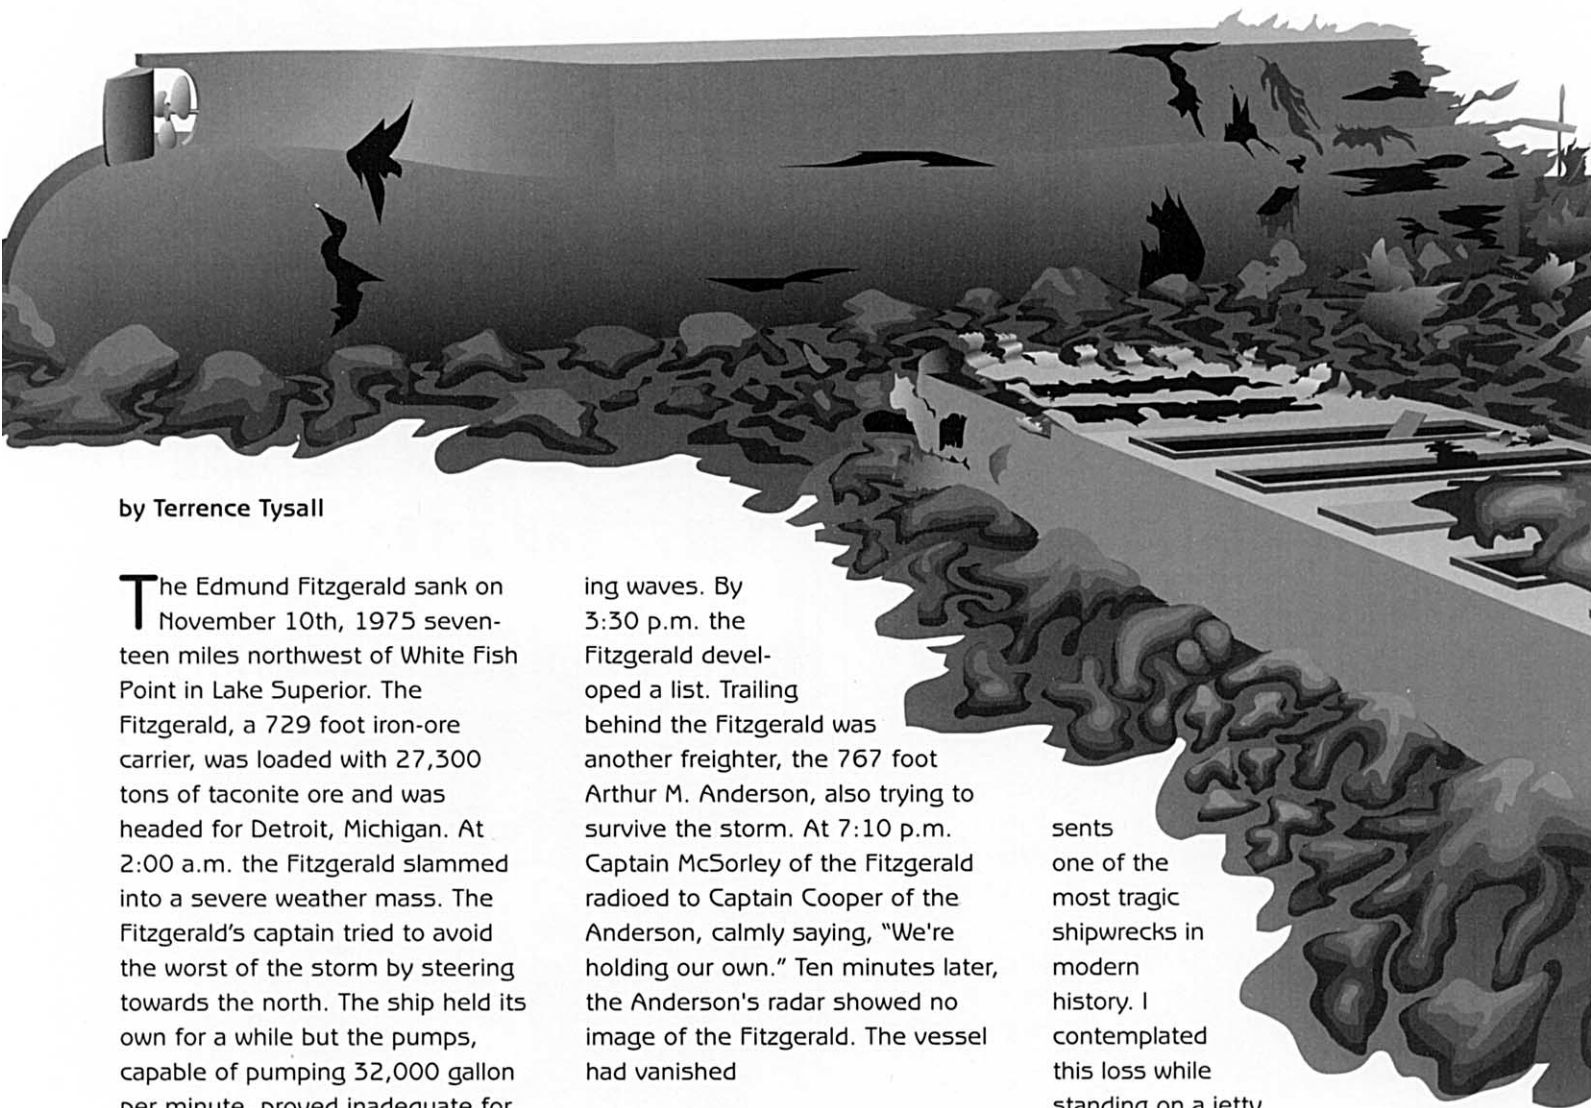 by Terrence Tysall
The Edmund Fitzgerald sank on
November 10th, 1975 seven-
teen miles northwest of White Fish
Point in Lake Superior. The
Fitzgerald, a 729 foot iron-ore
carrier, was loaded with 27,300
tons of taconite ore and was
headed for Detroit, Michigan. At
2:00 a.m. the Fitzgerald slammed
into a severe weather mass. The
Fitzgerald's captain tried to avoid
the worst of the storm by steering
towards the north. The ship held its
own for a while but the pumps,
capable of pumping 32,000 gallon
per minute, proved inadequate for
ing waves. By
3:30 p.m. the
Fitzgerald devel-
oped a list. Trailing
behind the Fitzgerald was
another freighter, the 767 foot
Arthur M. Anderson, also trying to
survive the storm. At 7:10 p.m.
Captain McSorley of the Fitzgerald
radioed to Captain Cooper of the
Anderson, calmly saying, "We're
holding our own." Ten minutes later,
the Anderson's radar showed no
image of the Fitzgerald. The vessel
had vanished
sents
one of the
most tragic
shipwrecks in
modern
history. I
contemplated
this loss while
standing on a jetty